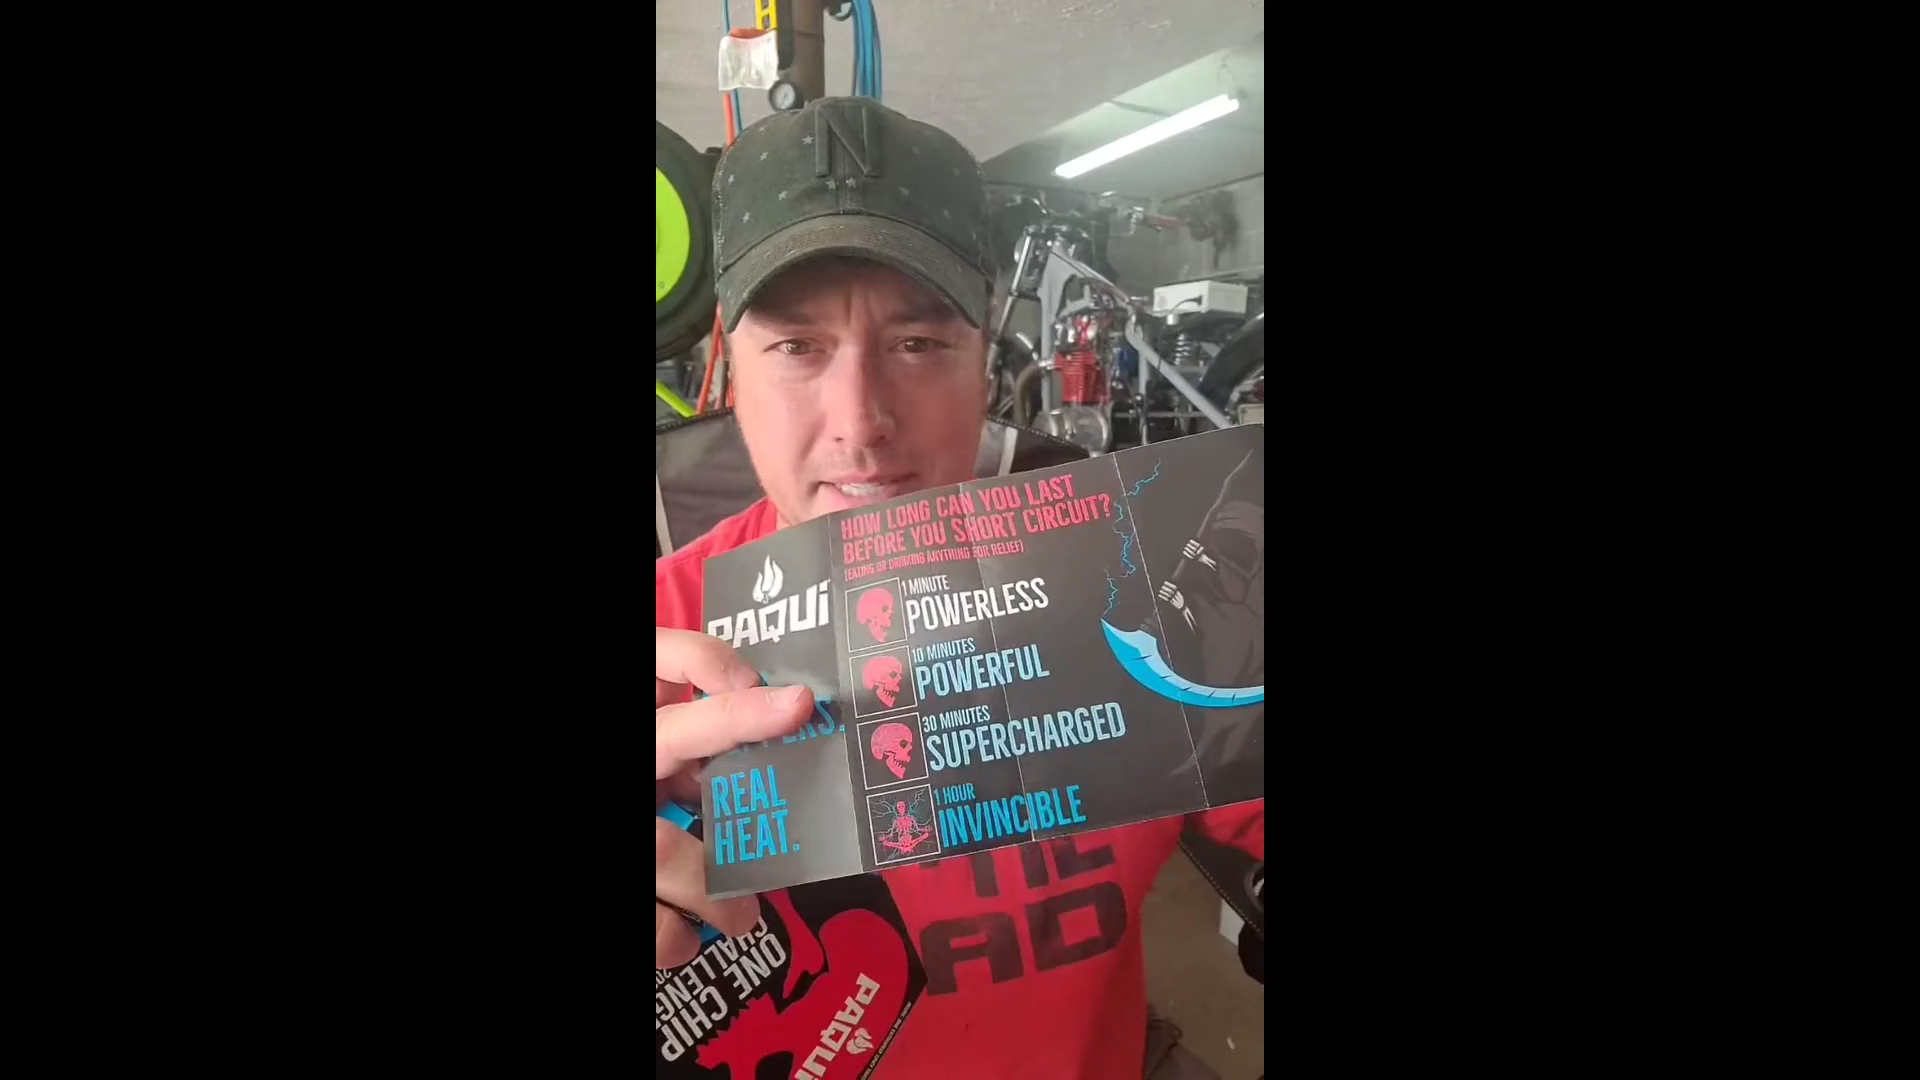 N
PAQUI
HOW LONG CAN YOU LAST
BEFORE YOU SHORT CIRCUIT?
(EATING OR DRINKING ANYTHING FOR RELIEF)
1 MINUTE
POWERLESS
10 MINUTES
POWERFUL
30 MINUTES
SUPERCHARGED
1 HOUR
INVINCIBLE
REAL
HEAT.
ONE CHIP
CHALLENGE
PAQUI